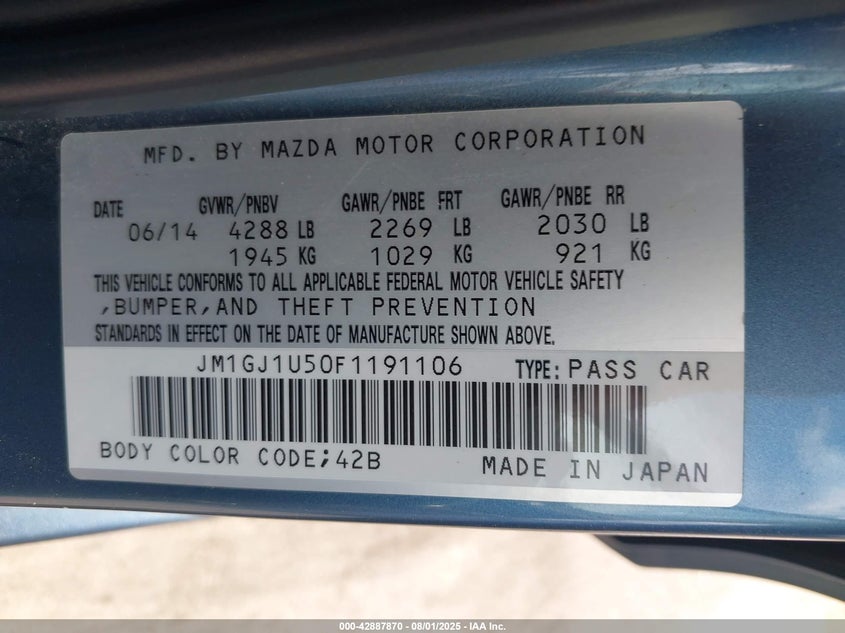 MFD. BY MAZDA MOTOR CORPORATION
DATE GVWR/PNBV GAWR/PNBE FRT GAWR/PNBE RR
06/14 4288 LB 2269 LB 2030 LB
1945 KG 1029 KG 921 KG
THIS VEHICLE CONFORMS TO ALL APPLICABLE FEDERAL MOTOR VEHICLE SAFETY
,BUMPER,AND THEFT PREVENTION
STANDARDS IN EFFECT ON THE DATE OF MANUFACTURE SHOWN ABOVE.
JM1GJ1U50F1191106 TYPE: PASS CAR
BODY COLOR CODE;42B MADE IN JAPAN
000-42887870 - 08/01/2025 - IAA Inc.